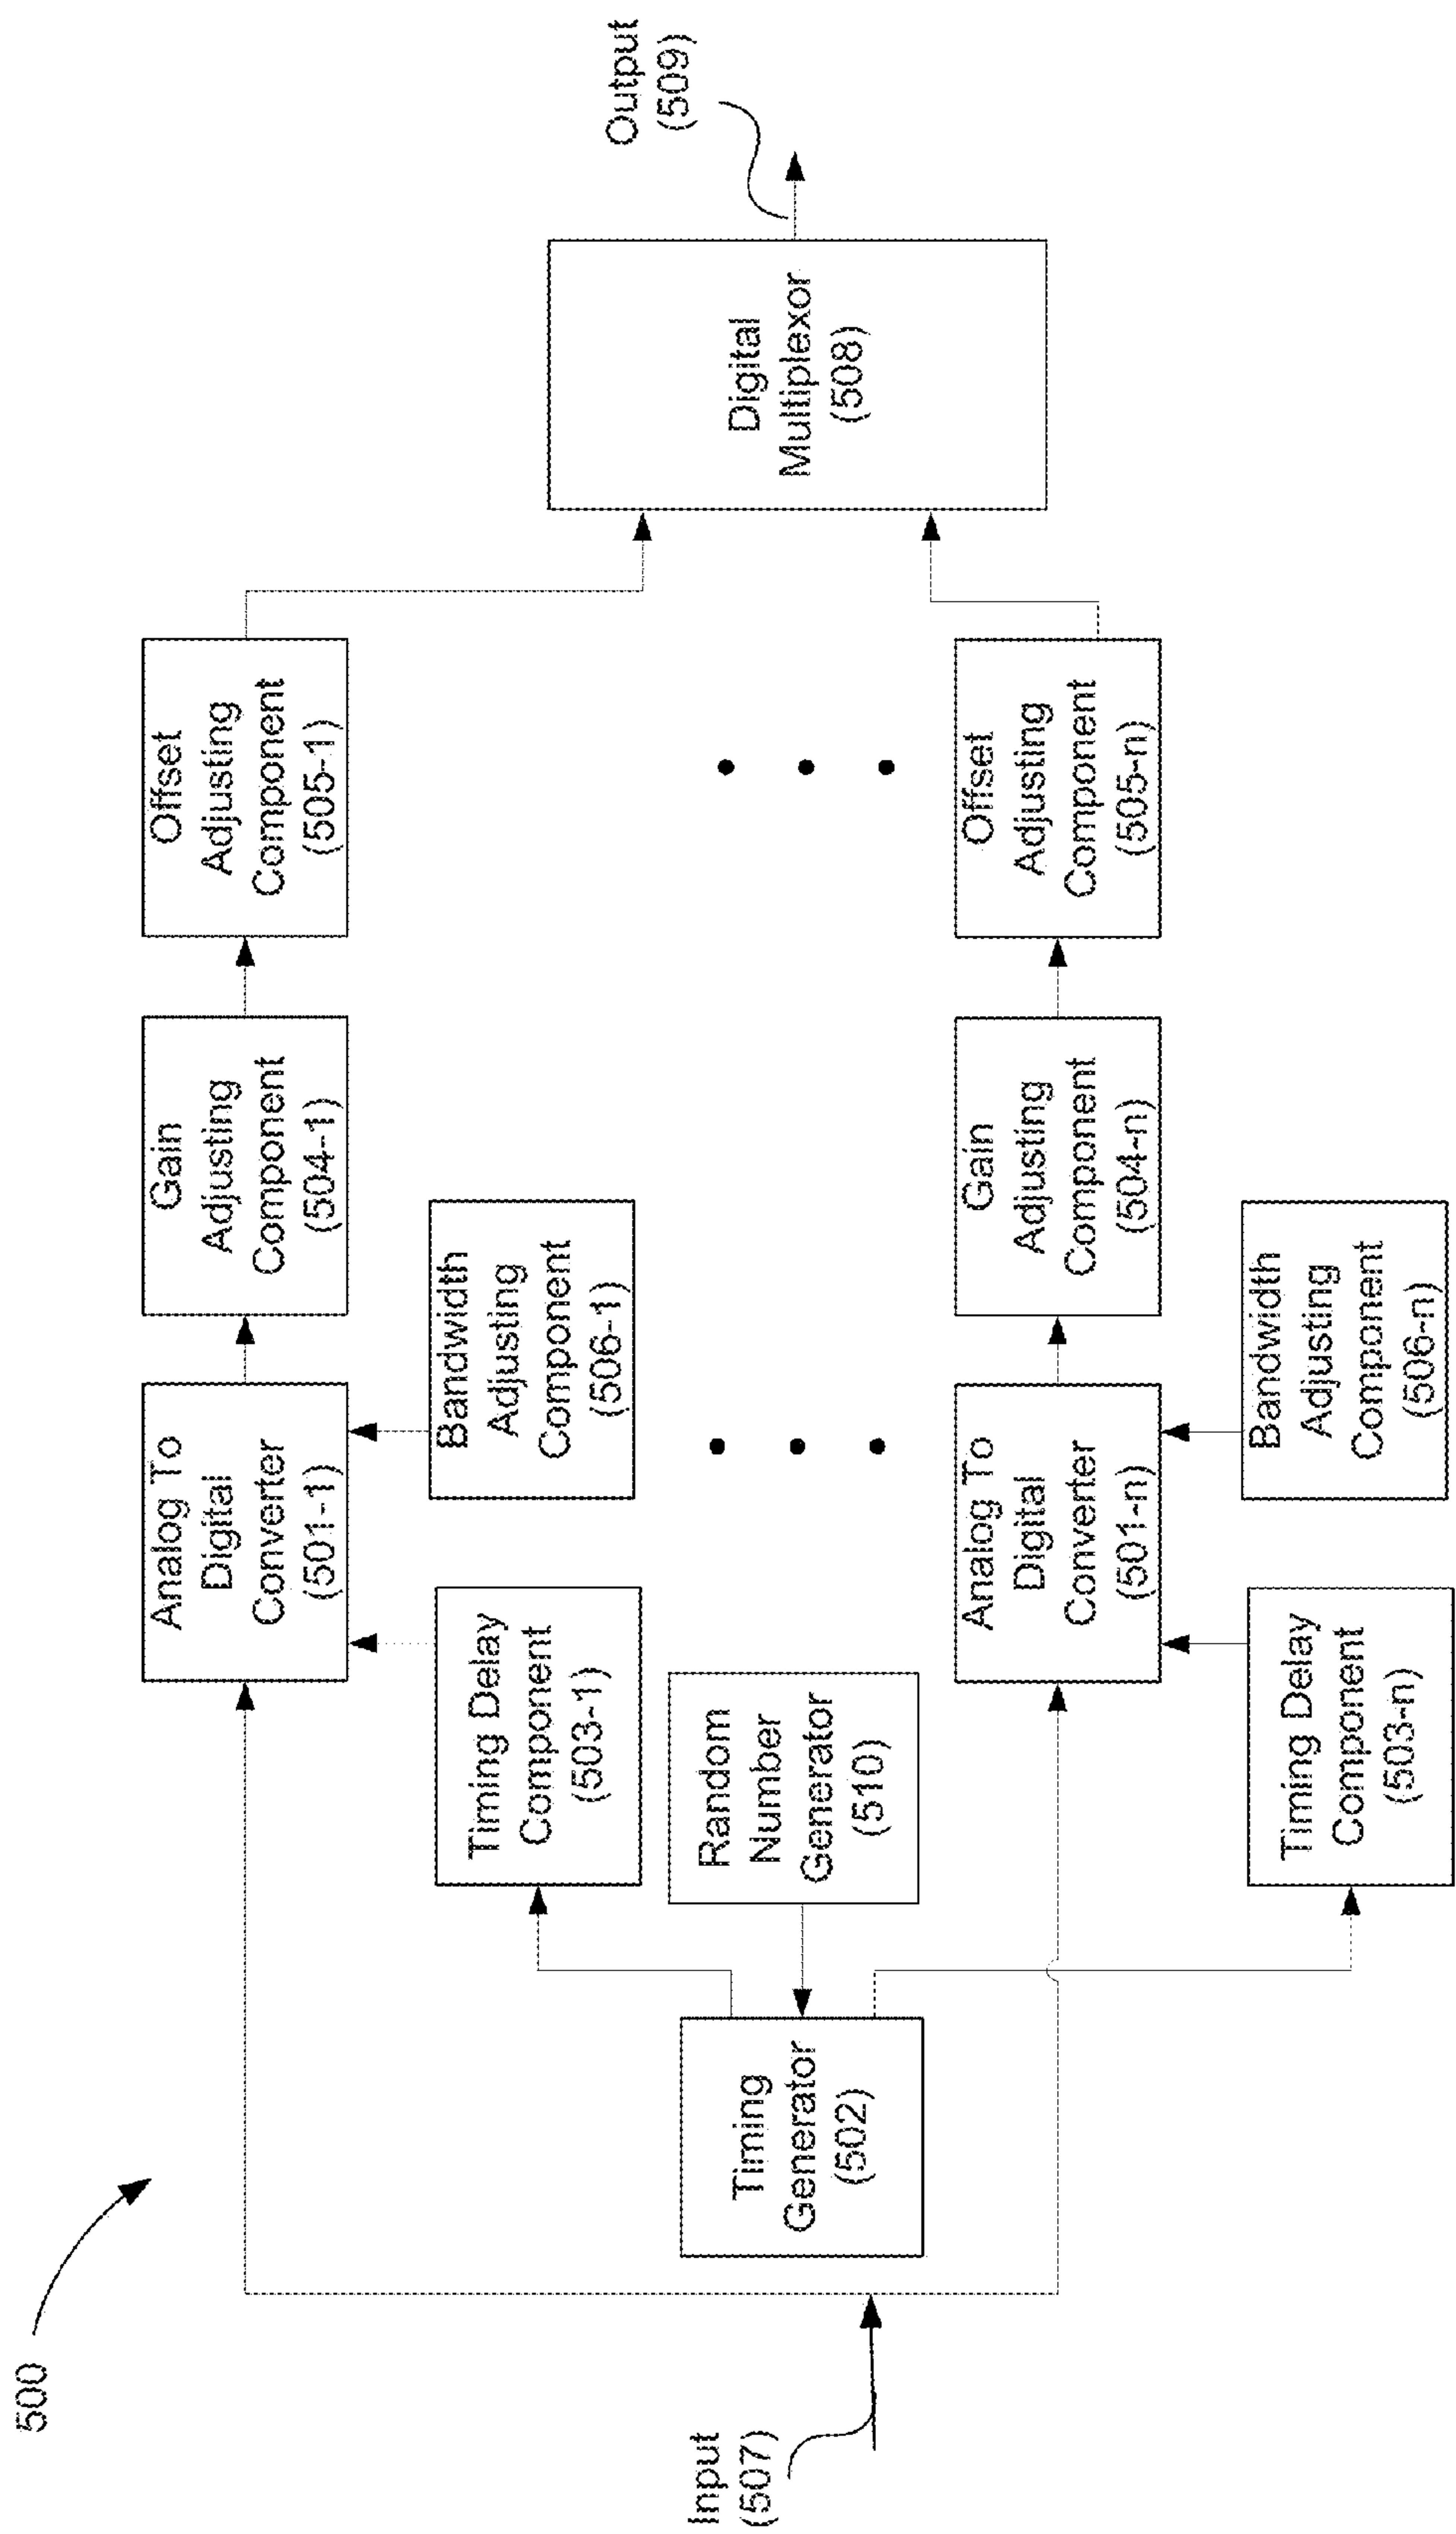 500
Input
(507)
Timing
Generator
(502)
Random
Number
Generator
(510)
Timing Delay
Component
(503-1)
Analog To
Digital
Converter
(501-1)
Bandwidth
Adjusting
Component
(506-1)
Gain
Adjusting
Component
(504-1)
Offset
Adjusting
Component
(505-1)
Timing Delay
Component
(503-n)
Analog To
Digital
Converter
(501-n)
Bandwidth
Adjusting
Component
(506-n)
Gain
Adjusting
Component
(504-n)
Offset
Adjusting
Component
(505-n)
Digital
Multiplexor
(508)
Output
(509)